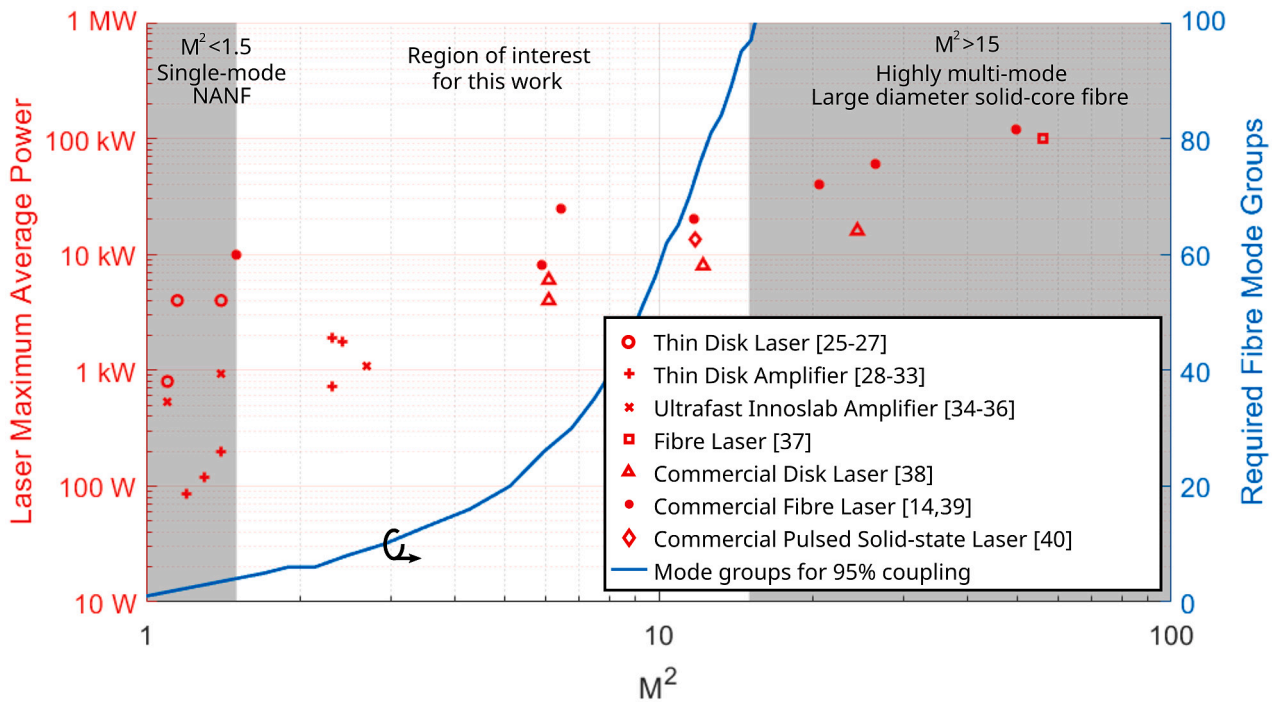 1 MW
100 kW
10 kW
1 kW
100 W
10 W
Laser Maximum Average Power
M²<1.5
Single-mode
NANF
Region of interest
for this work
M²>15
Highly multi-mode
Large diameter solid-core fibre
100
80
60
40
20
0
Required Fibre Mode Groups
Thin Disk Laser [25-27]
Thin Disk Amplifier [28-33]
Ultrafast Innoslab Amplifier [34-36]
Fibre Laser [37]
Commercial Disk Laser [38]
Commercial Fibre Laser [14,39]
Commercial Pulsed Solid-state Laser [40]
Mode groups for 95% coupling
1
10
100
M²